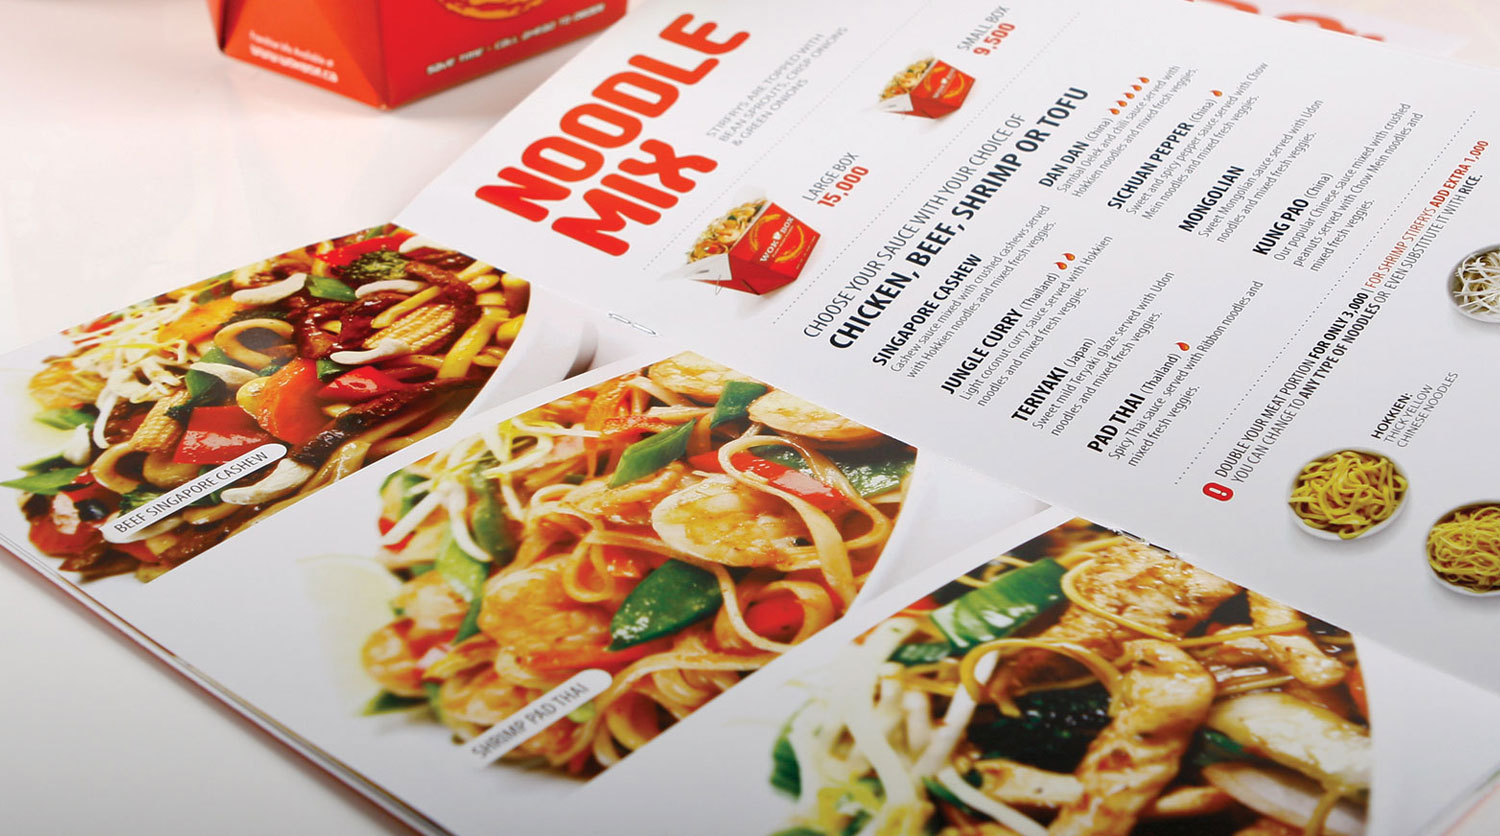 NOODLE
MIX
STIRFRYS ARE TOPPED WITH
BEAN SPROUTS, CRISP ONIONS
& GREEN ONIONS
LARGE BOX
15,000
SMALL BOX
9,500
WOK BOX
CHOOSE YOUR SAUCE WITH YOUR CHOICE OF
CHICKEN, BEEF, SHRIMP OR TOFU
SINGAPORE CASHEW
Cashew sauce mixed with crushed cashews served
with Hokkien noodles and mixed fresh veggies.
JUNGLE CURRY (Thailand)
Light coconut curry sauce served with Hokkien
noodles and mixed fresh veggies.
TERIYAKI (Japan)
Sweet mild Teryaki glaze served with Udon
noodles and mixed fresh veggies.
PAD THAI (Thailand)
Spicy Thai sauce served with Ribbon noodles and
mixed fresh veggies.
DAN DAN (China)
Sambal Oelek and chili sauce served with
Hokkien noodles and mixed fresh veggies.
SICHUAN PEPPER (China)
Sweet and spicy pepper sauce served with Chow
Mein noodles and mixed fresh veggies.
MONGOLIAN
Sweet Mongolian sauce served with Udon
noodles and mixed fresh veggies.
KUNG PAO (China)
Our popular Chinese sauce mixed with crushed
peanuts served with Chow Mein noodles and
mixed fresh veggies.
DOUBLE YOUR MEAT PORTION FOR ONLY 3,000 | FOR SHRIMP STIRFRYS ADD EXTRA 1,000
YOU CAN CHANGE TO ANY TYPE OF NOODLES OR EVEN SUBSTITUTE IT WITH RICE.
HOKKIEN:
THICK YELLOW
CHINESE NOODLES
BEEF SINGAPORE CASHEW
SHRIMP PAD THAI